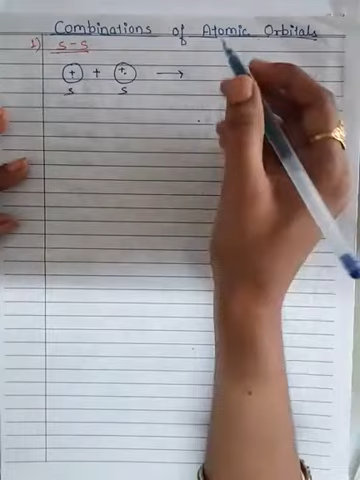 Combinations of Atomic Orbitals
1) s - s
+ + + →
s s